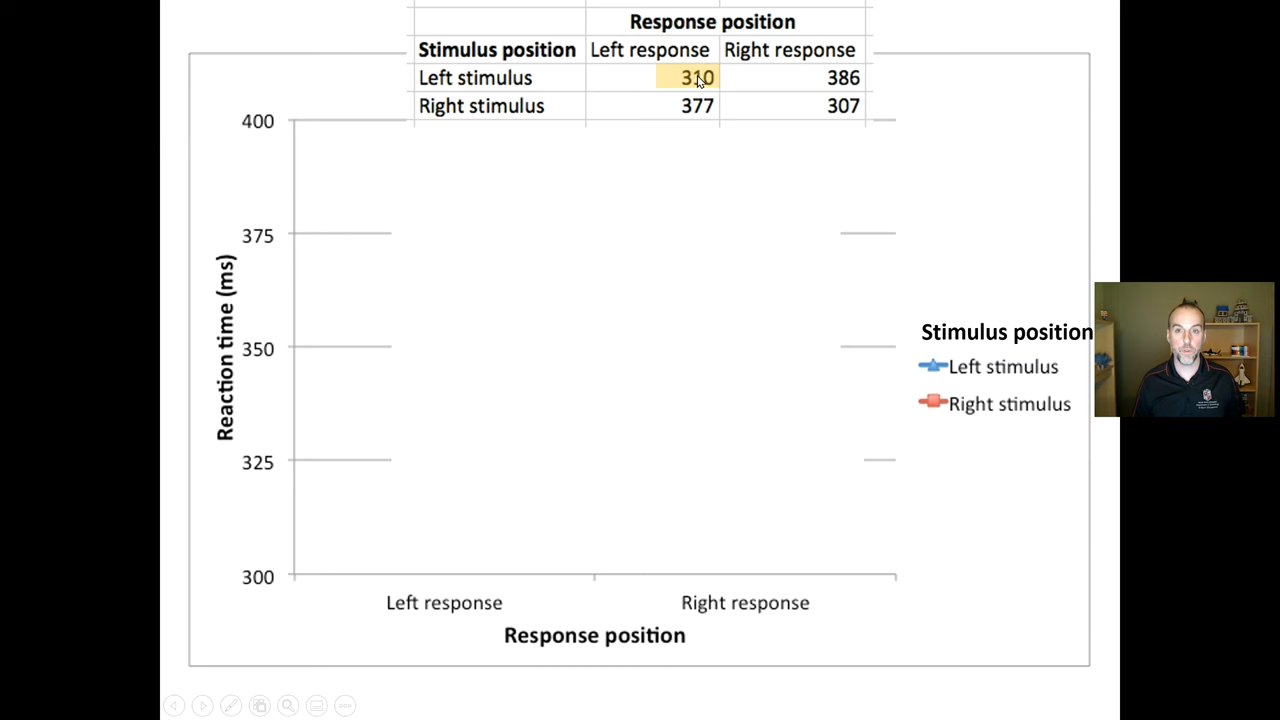 Response position
Stimulus position Left response Right response
Left stimulus 310 386
Right stimulus 377 307
400
375
350
325
300
Reaction time (ms)
Left response Right response
Response position
Stimulus position
Left stimulus
Right stimulus